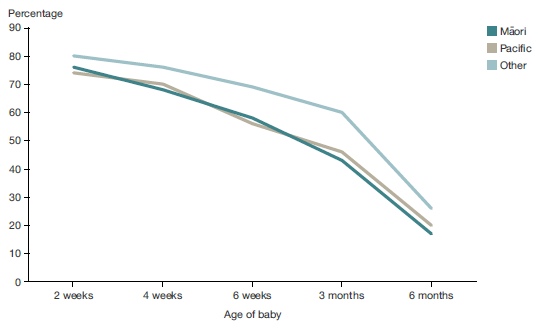 Percentage
90
80
70
60
50
40
30
20
10
0
2 weeks 4 weeks 6 weeks 3 months 6 months
Age of baby
Māori
Pacific
Other